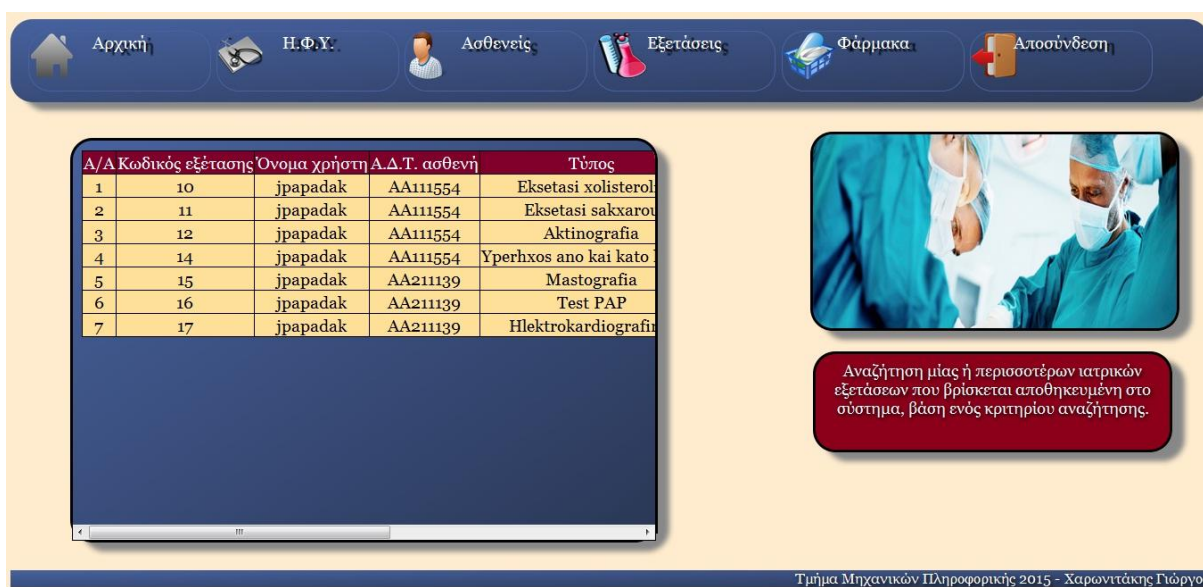 Αρχική Η.Φ.Υ. Ασθενείς Εξετάσεις Φάρμακα Αποσύνδεση
Α/Α Κωδικός εξέτασης Όνομα χρήστη Α.Δ.Τ. ασθενή Τύπος
1 10 jpapadak AA111554 Eksetasi xolisterol
2 11 jpapadak AA111554 Eksetasi sakxarou
3 12 jpapadak AA111554 Aktinografia
4 14 jpapadak AA111554 Yperhxos ano kai kato
5 15 jpapadak AA211139 Mastografia
6 16 jpapadak AA211139 Test PAP
7 17 jpapadak AA211139 Hlektrokardiografi
Αναζήτηση μίας ή περισσοτέρων ιατρικών
εξετάσεων που βρίσκεται αποθηκευμένη στο
σύστημα, βάση ενός κριτηρίου αναζήτησης.
Τμήμα Μηχανικών Πληροφορικής 2015 - Χαρωνιτάκης Γιώργο